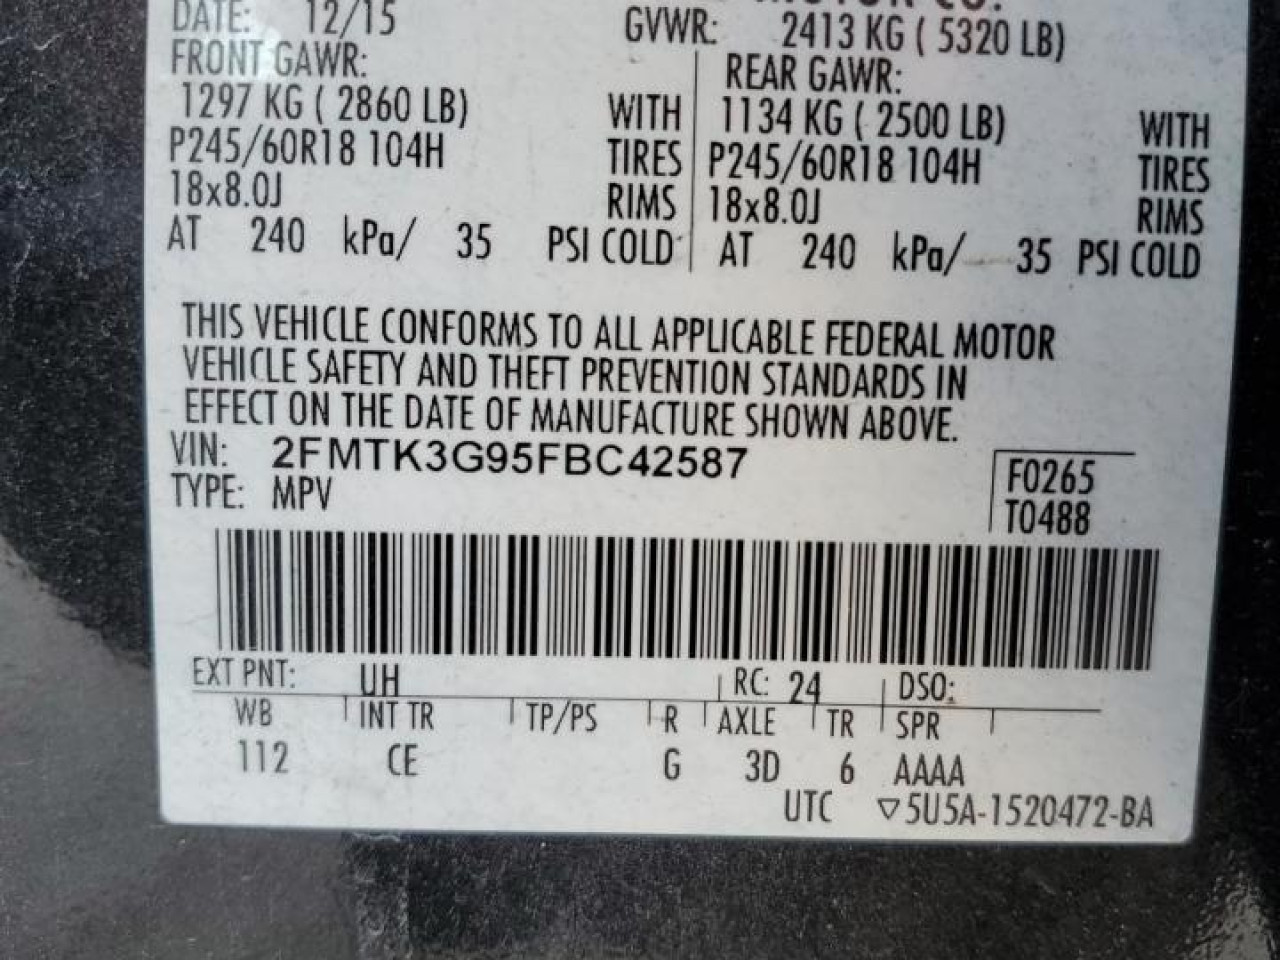 MOTOR CO.
DATE: 12/15 GVWR: 2413 KG ( 5320 LB)
FRONT GAWR: REAR GAWR:
1297 KG ( 2860 LB) WITH 1134 KG ( 2500 LB) WITH
P245/60R18 104H TIRES P245/60R18 104H TIRES
18x8.0J RIMS 18x8.0J RIMS
AT 240 kPa/ 35 PSI COLD AT 240 kPa/ 35 PSI COLD
THIS VEHICLE CONFORMS TO ALL APPLICABLE FEDERAL MOTOR
VEHICLE SAFETY AND THEFT PREVENTION STANDARDS IN
EFFECT ON THE DATE OF MANUFACTURE SHOWN ABOVE.
VIN: 2FMTK3G95FBC42587
TYPE: MPV
F0265
T0488
EXT PNT: UH RC: 24 DSO:
WB INT TR TP/PS R AXLE TR SPR
112 CE G 3D 6 AAAA
UTC ▽5U5A-1520472-BA